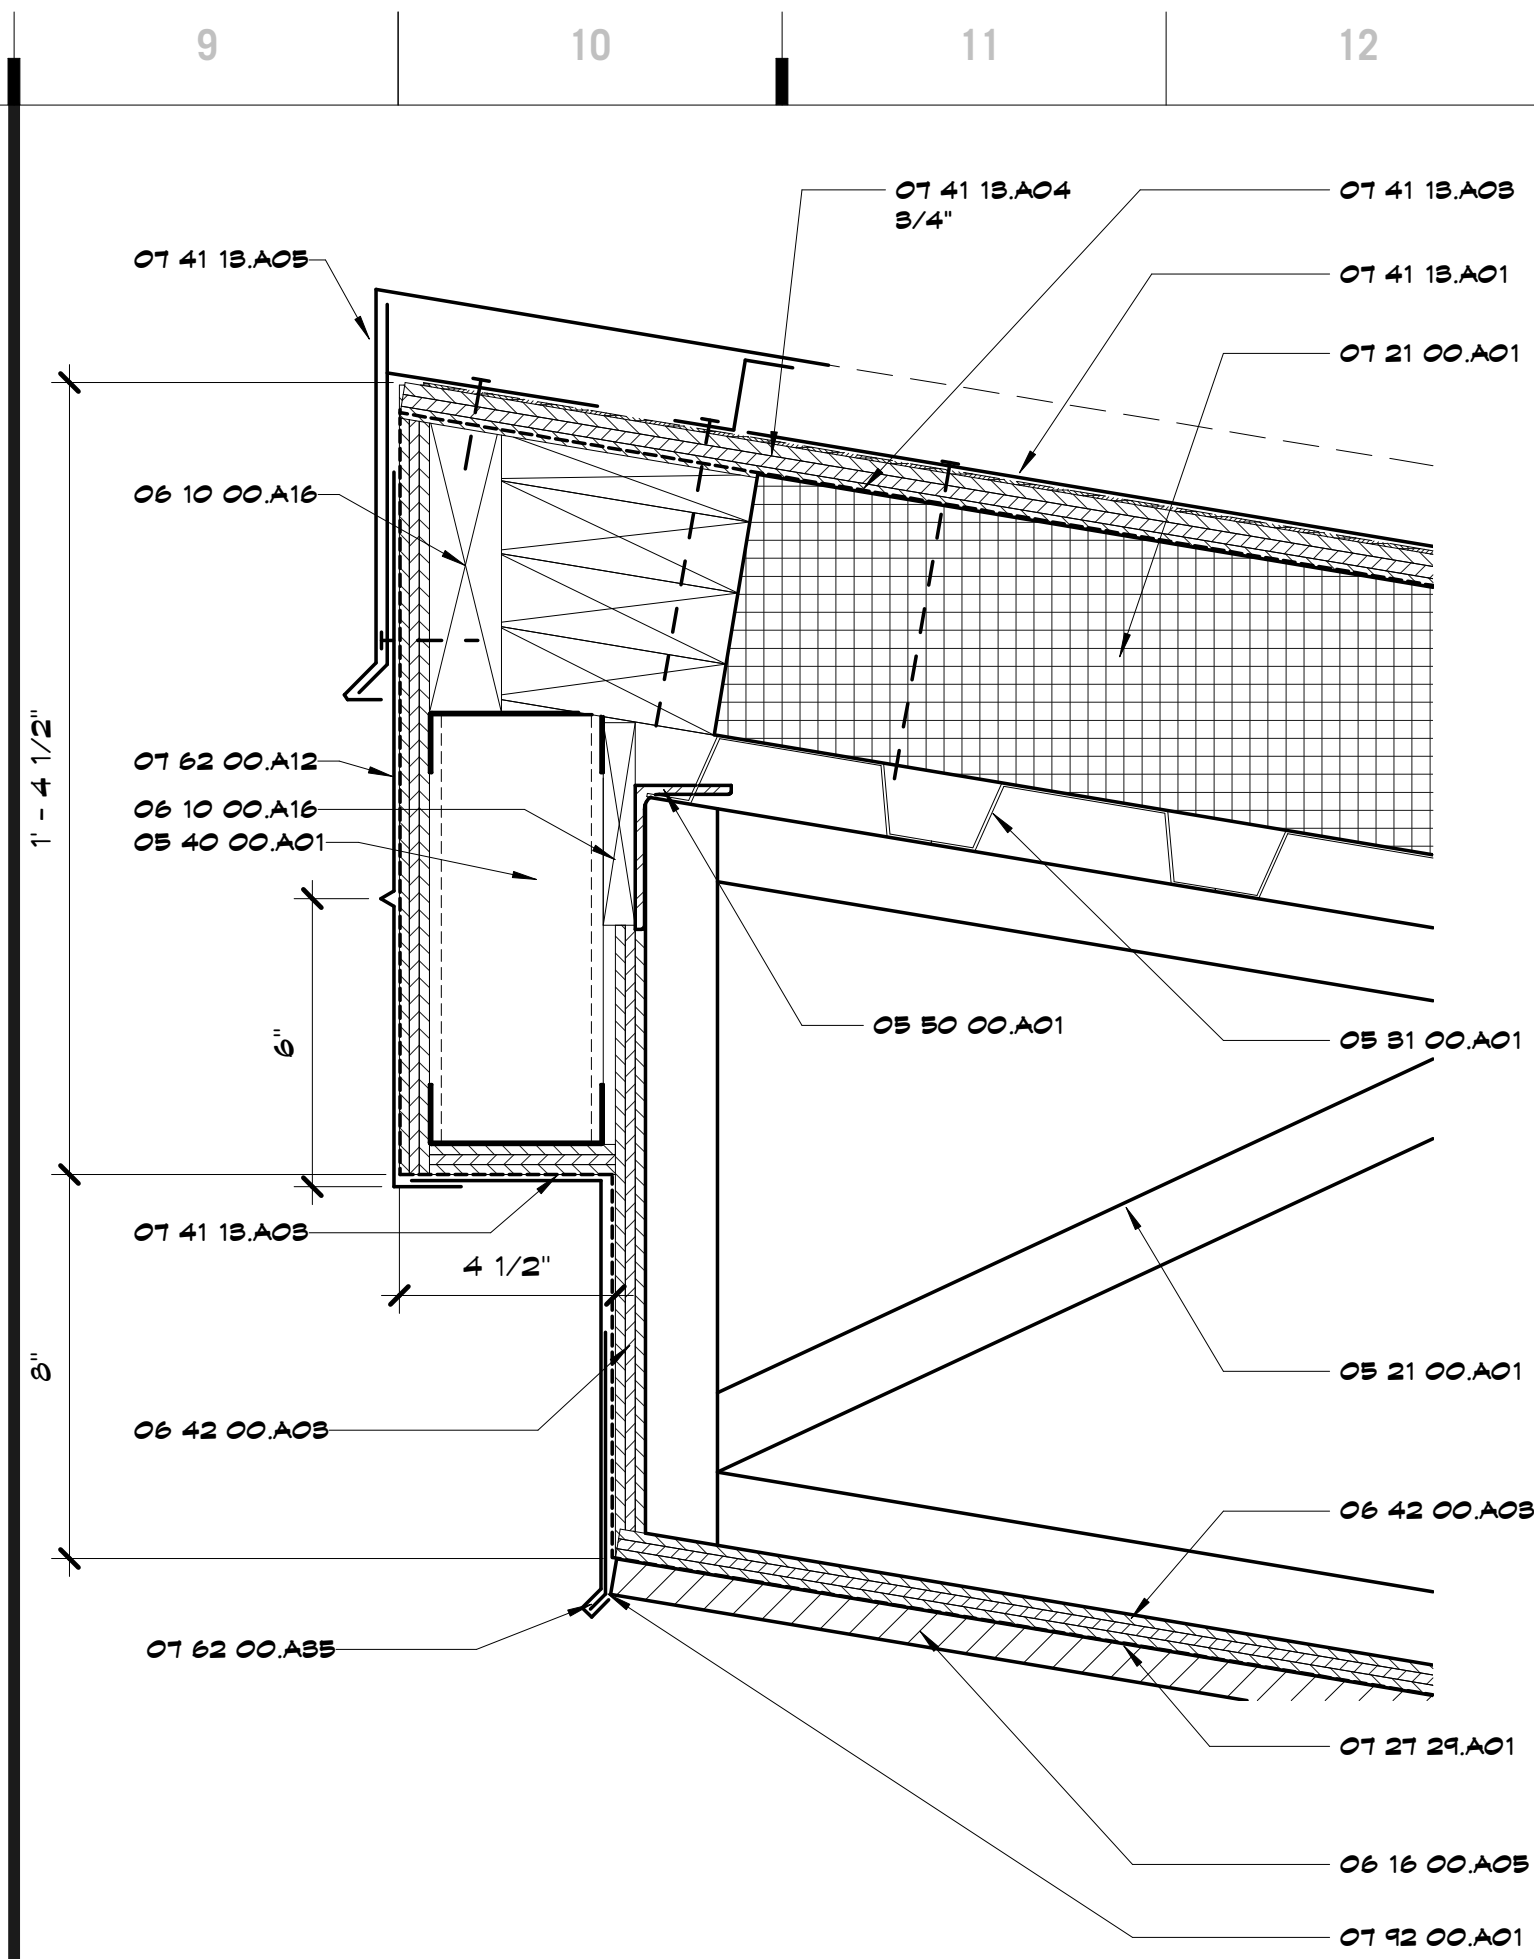 9
10
11
12
07 41 13.A04
3/4"
07 41 13.A03
07 41 13.A05
07 41 13.A01
07 21 00.A01
06 10 00.A16
1' - 4 1/2"
07 62 00.A12
06 10 00.A16
05 40 00.A01
6"
05 50 00.A01
05 31 00.A01
07 41 13.A03
4 1/2"
8"
05 21 00.A01
06 42 00.A03
06 42 00.A03
07 62 00.A35
07 27 29.A01
06 16 00.A05
07 92 00.A01